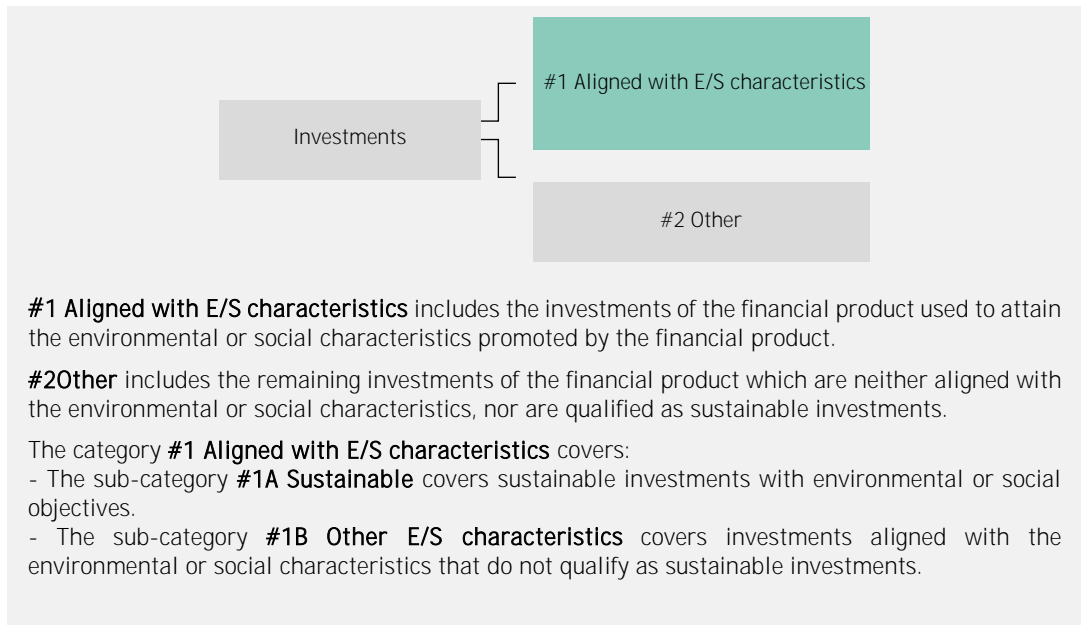 #1 Aligned with E/S characteristics
Investments
#2 Other
#1 Aligned with E/S characteristics includes the investments of the financial product used to attain
the environmental or social characteristics promoted by the financial product.
#2Other includes the remaining investments of the financial product which are neither aligned with
the environmental or social characteristics, nor are qualified as sustainable investments.
The category #1 Aligned with E/S characteristics covers:
- The sub-category #1A Sustainable covers sustainable investments with environmental or social
objectives.
- The sub-category #1B Other E/S characteristics covers investments aligned with the
environmental or social characteristics that do not qualify as sustainable investments.